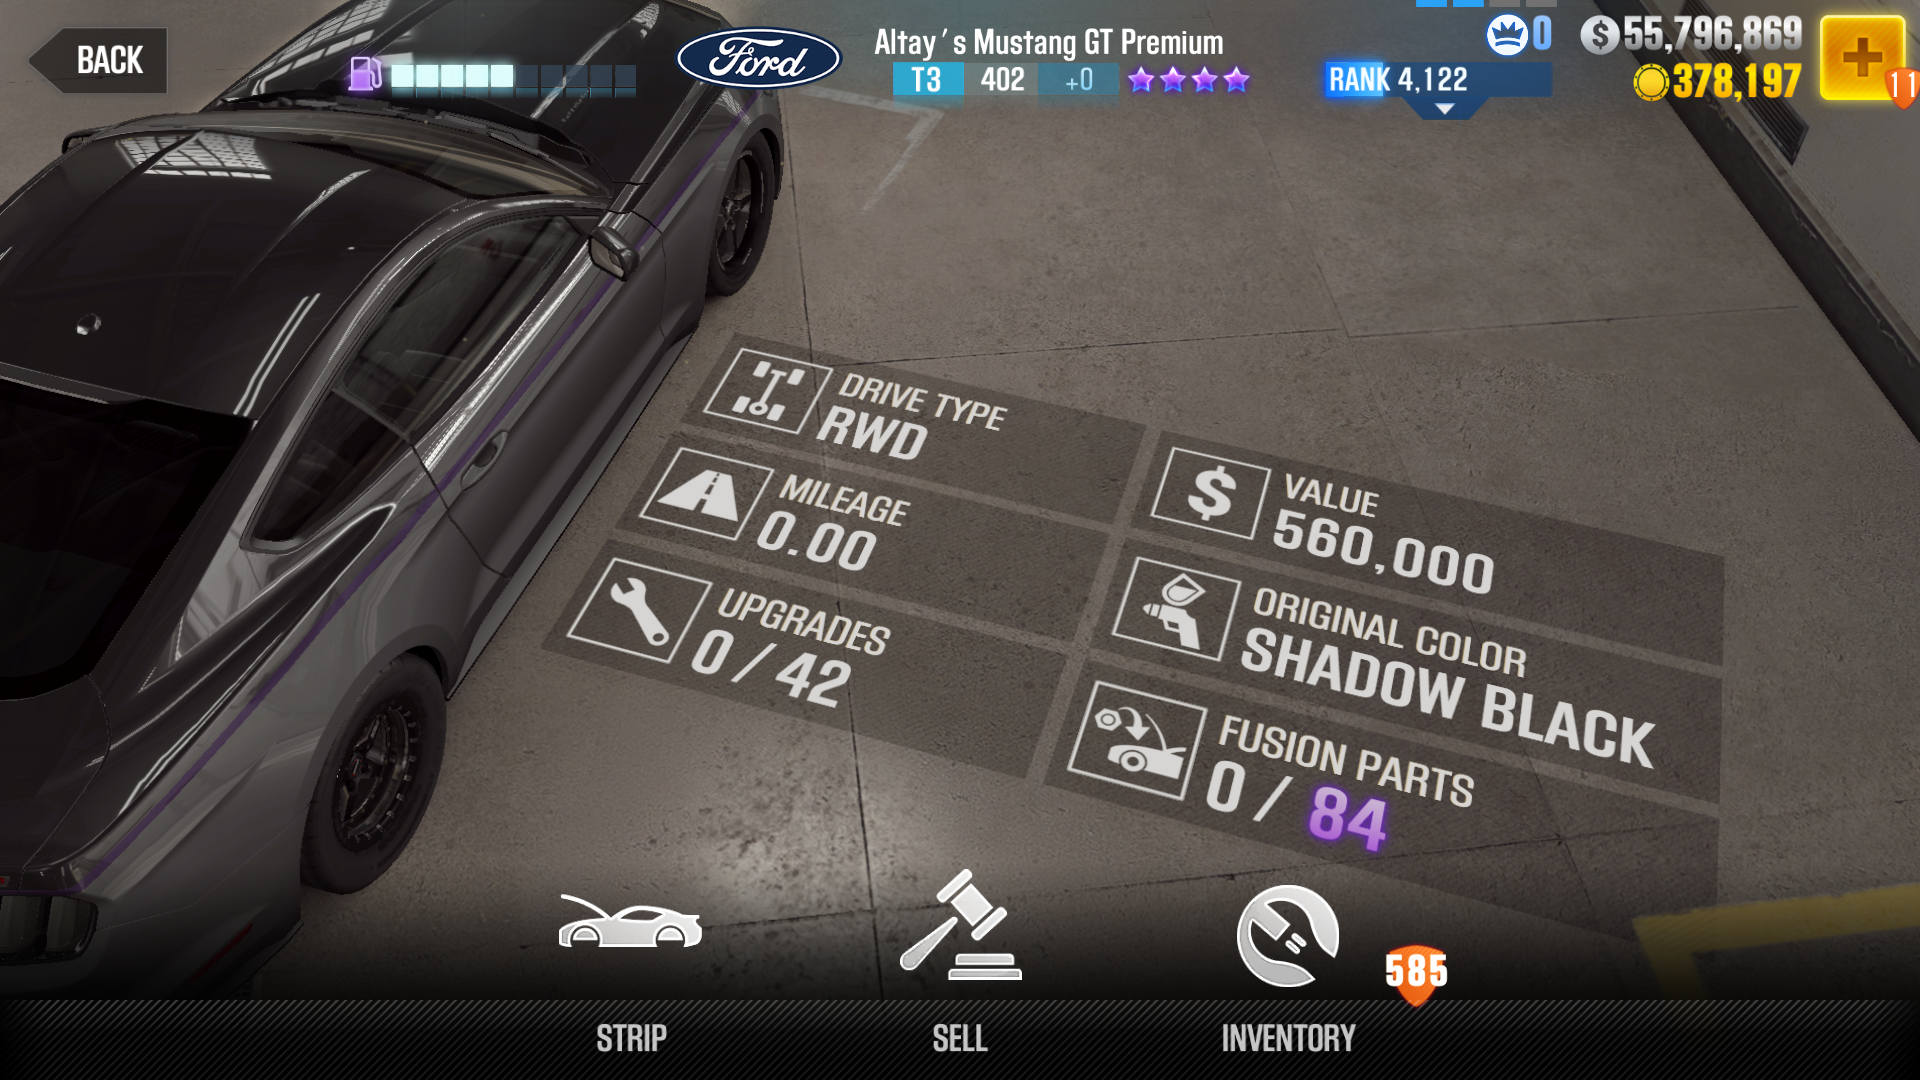 BACK
Ford
Altay's Mustang GT Premium
T3 402 +0
RANK 4,122
0
$ 55,796,869
378,197
11
DRIVE TYPE
RWD
MILEAGE
0.00
UPGRADES
0/42
$ VALUE
560,000
ORIGINAL COLOR
SHADOW BLACK
FUSION PARTS
0/84
585
STRIP
SELL
INVENTORY